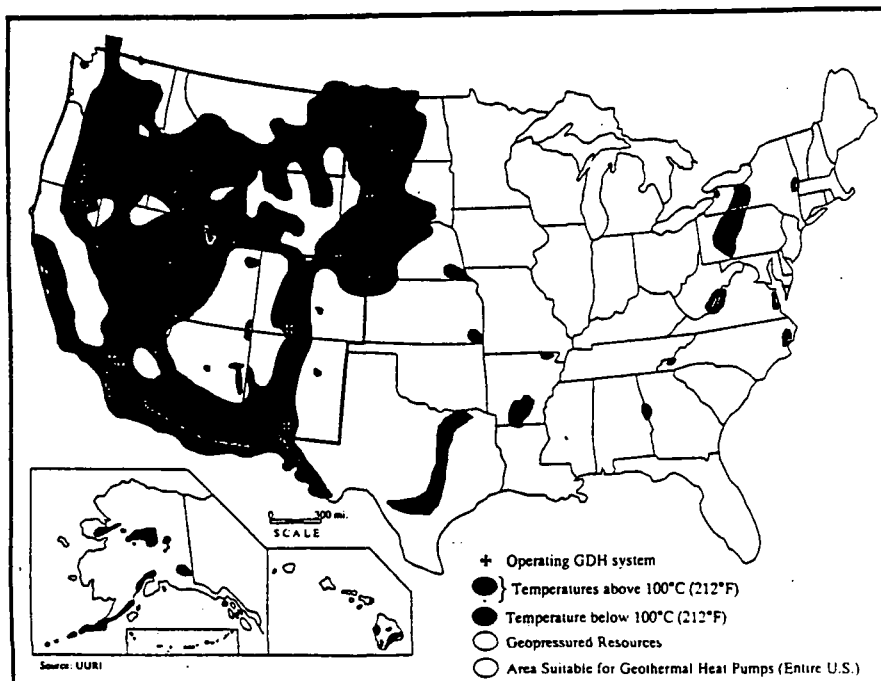 0 300 mi.
SCALE
+ Operating GDH system
} Temperatures above 100°C (212°F)
Temperature below 100°C (212°F)
Geopressured Resources
Area Suitable for Geothermal Heat Pumps (Entire U.S.)
Source: UURI